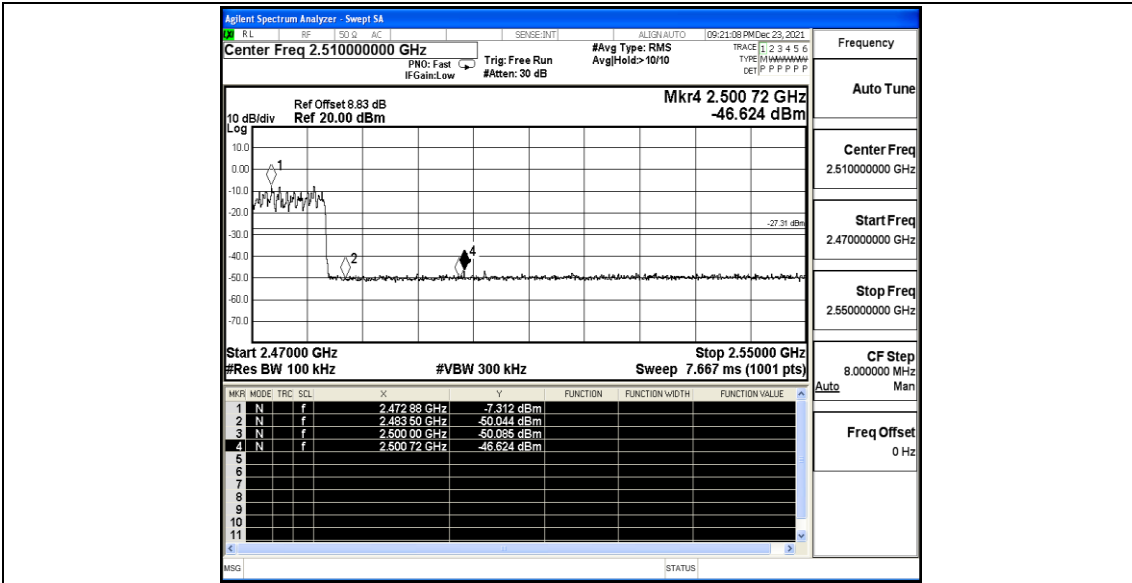 Agilent Spectrum Analyzer - Swept SA
RL RF 50 Ω AC SENSE:INT ALIGN AUTO 09:21:08 PM Dec 23, 2021
Center Freq 2.510000000 GHz
PNO: Fast
IFGain:Low
Trig: Free Run
#Atten: 30 dB
#Avg Type: RMS
Avg|Hold:>10/10
TRACE 1 2 3 4 5 6
TYPE M
DET P P P P P P
Frequency
Auto Tune
Center Freq
2.510000000 GHz
Start Freq
2.470000000 GHz
Stop Freq
2.550000000 GHz
CF Step
8.000000 MHz
Auto Man
Freq Offset
0 Hz
Mkr4 2.500 72 GHz
-46.624 dBm
Ref Offset 8.83 dB
10 dB/div Ref 20.00 dBm
Log
10.0
0.00
-10.0
-20.0
-30.0
-40.0
-50.0
-60.0
-70.0
1
2
4
-27.31 dBm
Start 2.47000 GHz Stop 2.55000 GHz
#Res BW 100 kHz #VBW 300 kHz Sweep 7.667 ms (1001 pts)
MKR MODE TRC SCL X Y FUNCTION FUNCTION WIDTH FUNCTION VALUE
1 N f 2.472 88 GHz -7.312 dBm
2 N f 2.483 50 GHz -50.044 dBm
3 N f 2.500 00 GHz -50.085 dBm
4 N f 2.500 72 GHz -46.624 dBm
5
6
7
8
9
10
11
MSG STATUS